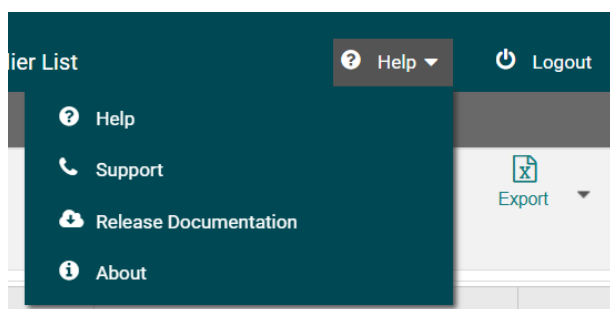 lier List
Help
Logout
Help
Support
Release Documentation
About
Export